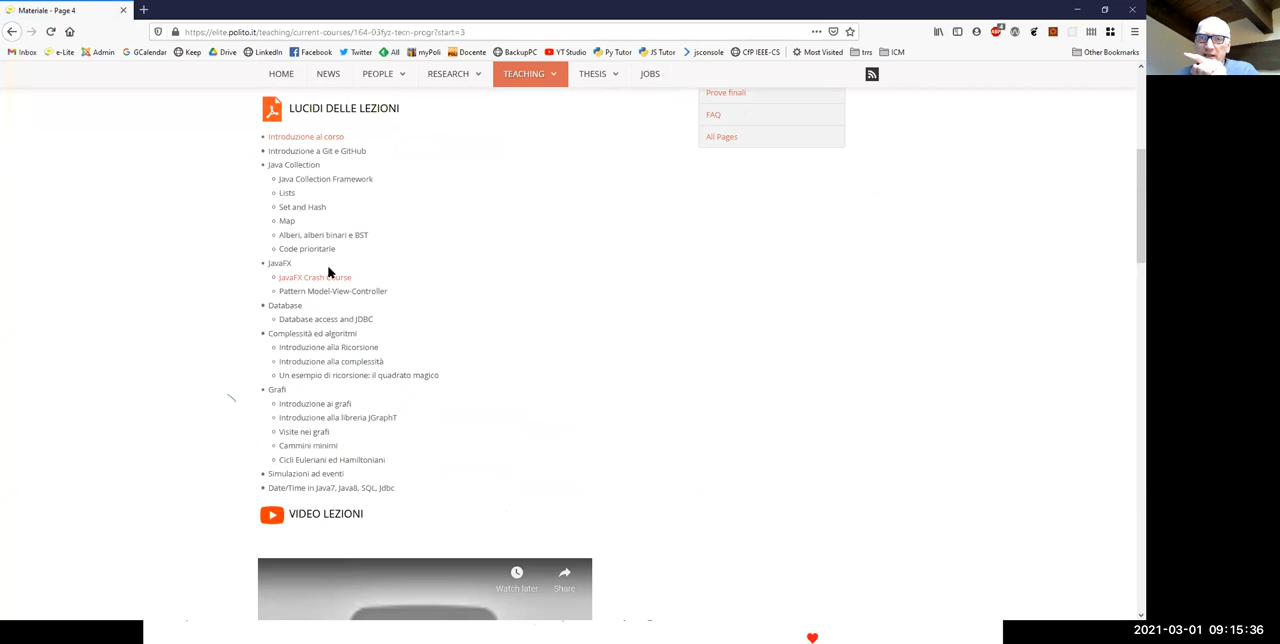 Materiale - Page 4
https://elite.polito.it/teaching/current-courses/164-03fyz-tecn-progr?start=3
Inbox e-Lite Admin GCalendar Keep Drive LinkedIn Facebook Twitter All myPoli Docente BackupPC YT Studio Py Tutor JS Tutor jsconsole CfP IEEE-CS Most Visited trrs ICM Other Bookmarks
HOME NEWS PEOPLE RESEARCH TEACHING THESIS JOBS
Prove finali
FAQ
All Pages
LUCIDI DELLE LEZIONI
Introduzione al corso
Introduzione a Git e GitHub
Java Collection
Java Collection Framework
Lists
Set and Hash
Map
Alberi, alberi binari e BST
Code prioritarie
JavaFX
JavaFX Crash Course
Pattern Model-View-Controller
Database
Database access and JDBC
Complessità ed algoritmi
Introduzione alla Ricorsione
Introduzione alla complessità
Un esempio di ricorsione: il quadrato magico
Grafi
Introduzione ai grafi
Introduzione alla libreria JGraphT
Visite nei grafi
Cammini minimi
Cicli Euleriani ed Hamiltoniani
Simulazioni ad eventi
Date/Time in Java7, Java8, SQL, Jdbc
VIDEO LEZIONI
Watch later Share
2021-03-01 09:15:36